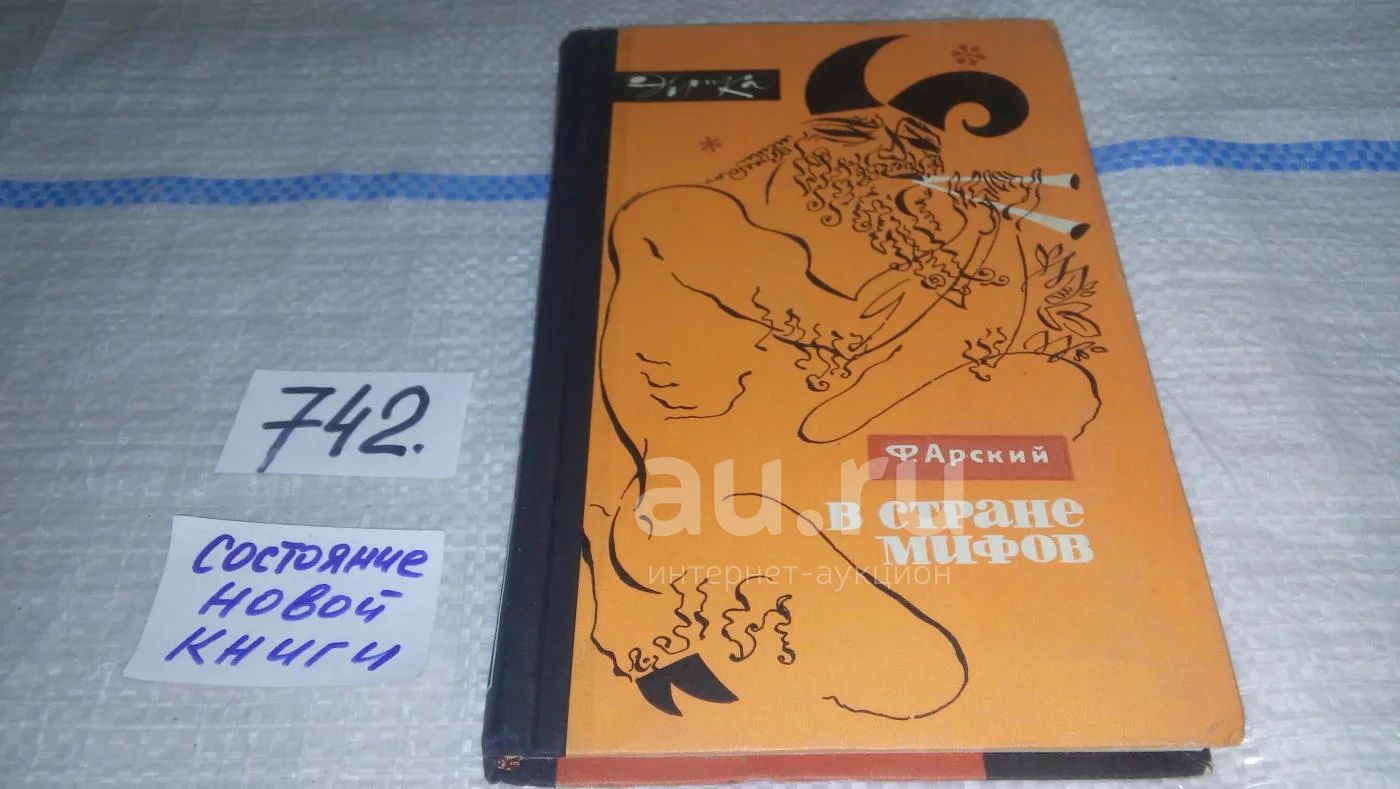 Эврика
742.
Ф. Арский
в стране
мифов
au.ru
интернет-аукцион
состояние
новой
книги